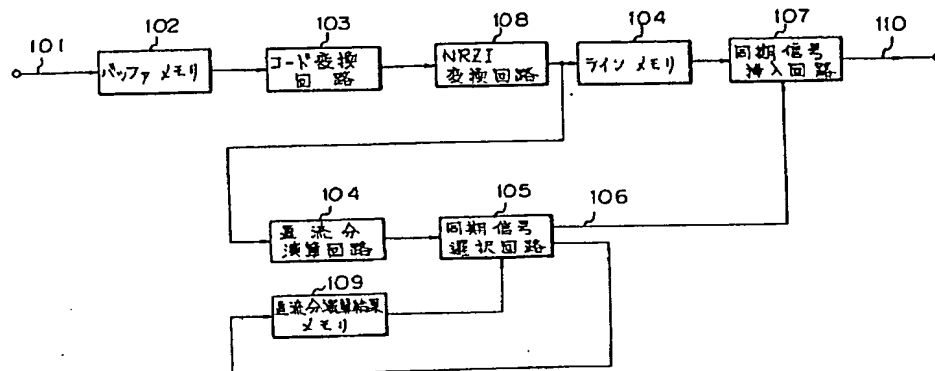 101
102
バッファメモリ
103
コード変換
回路
108
NRZI
変換回路
104
ラインメモリ
107
同期信号
挿入回路
110
104
直流分
演算回路
105
同期信号
選択回路
106
109
直流分演算結果
メモリ